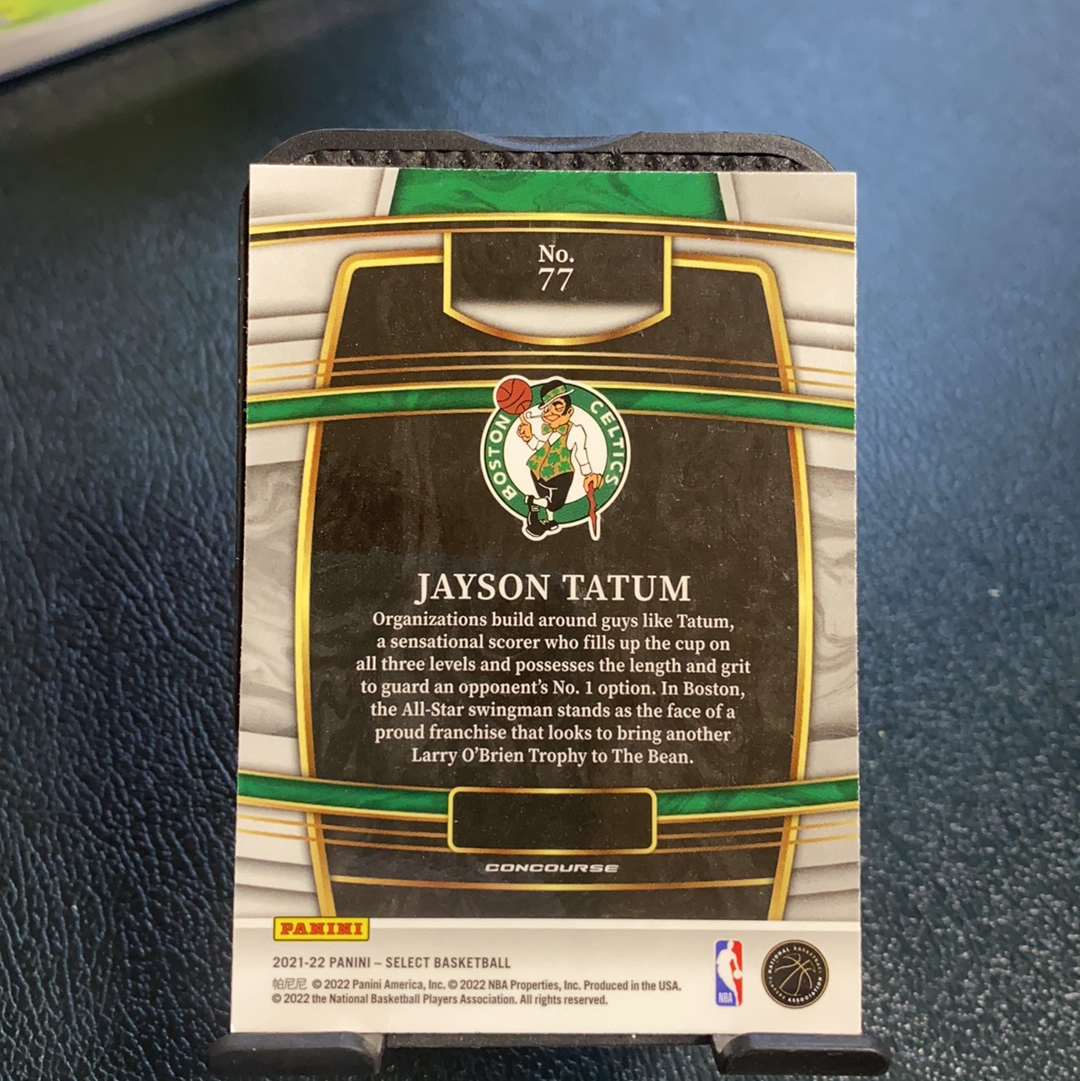 No.
77
BOSTON CELTICS
JAYSON TATUM
Organizations build around guys like Tatum,
a sensational scorer who fills up the cup on
all three levels and possesses the length and grit
to guard an opponent's No. 1 option. In Boston,
the All-Star swingman stands as the face of a
proud franchise that looks to bring another
Larry O'Brien Trophy to The Bean.
CONCOURSE
PANINI
2021-22 PANINI – SELECT BASKETBALL
帕尼尼 © 2022 Panini America, Inc. © 2022 NBA Properties, Inc. Produced in the USA.
© 2022 the National Basketball Players Association. All rights reserved.
NBA
NATIONAL BASKETBALL
PLAYERS ASSOCIATION